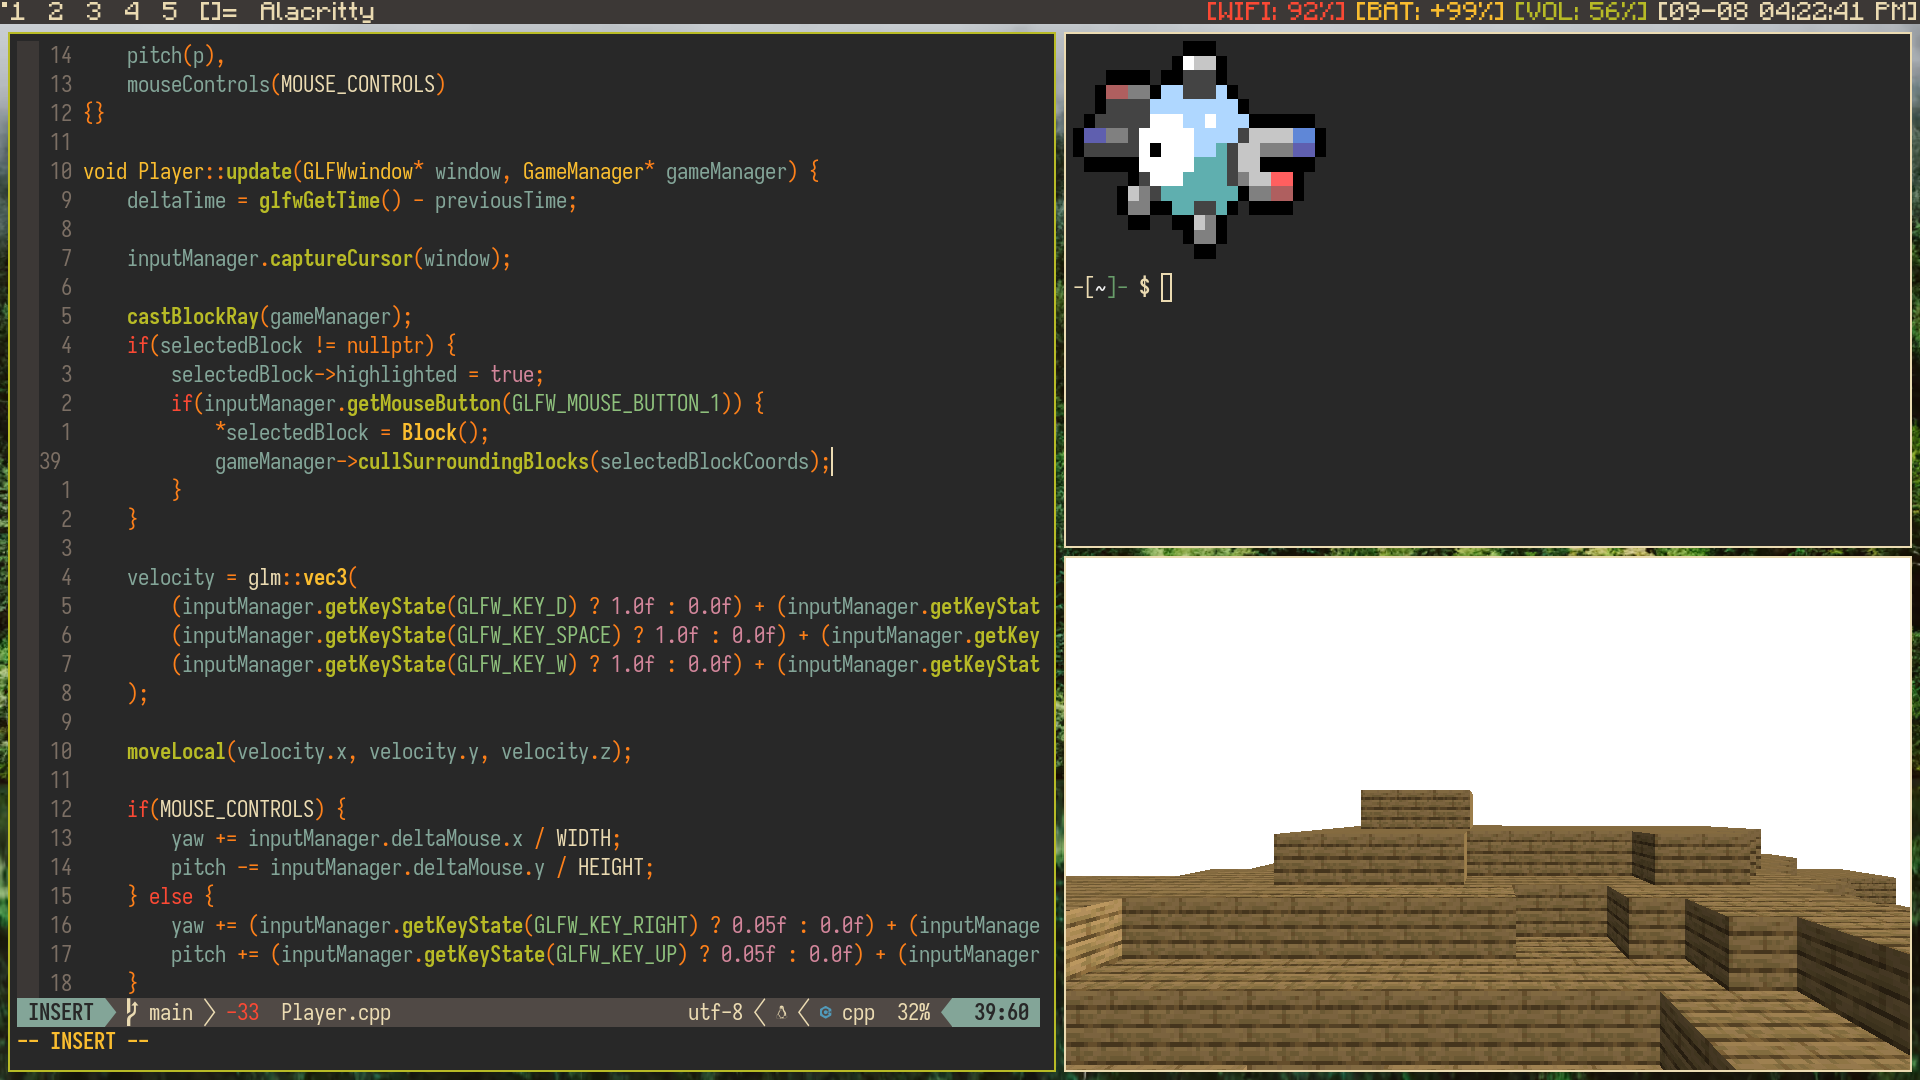 1 2 3 4 5 []= Alacritty [WIFI: 92%] [BAT: +99%] [VOL: 56%] [09-08 04:22:41 PM]
14     pitch(p),
13     mouseControls(MOUSE_CONTROLS)
12 {}
11
10 void Player::update(GLFWwindow* window, GameManager* gameManager) {
9     deltaTime = glfwGetTime() - previousTime;
8
7     inputManager.captureCursor(window);
6
5     castBlockRay(gameManager);
4     if(selectedBlock != nullptr) {
3         selectedBlock->highlighted = true;
2         if(inputManager.getMouseButton(GLFW_MOUSE_BUTTON_1)) {
1             *selectedBlock = Block();
39             gameManager->cullSurroundingBlocks(selectedBlockCoords);
1         }
2     }
3
4     velocity = glm::vec3(
5         (inputManager.getKeyState(GLFW_KEY_D) ? 1.0f : 0.0f) + (inputManager.getKeyStat
6         (inputManager.getKeyState(GLFW_KEY_SPACE) ? 1.0f : 0.0f) + (inputManager.getKey
7         (inputManager.getKeyState(GLFW_KEY_W) ? 1.0f : 0.0f) + (inputManager.getKeyStat
8     );
9
10     moveLocal(velocity.x, velocity.y, velocity.z);
11
12     if(MOUSE_CONTROLS) {
13         yaw += inputManager.deltaMouse.x / WIDTH;
14         pitch -= inputManager.deltaMouse.y / HEIGHT;
15     } else {
16         yaw += (inputManager.getKeyState(GLFW_KEY_RIGHT) ? 0.05f : 0.0f) + (inputManage
17         pitch += (inputManager.getKeyState(GLFW_KEY_UP) ? 0.05f : 0.0f) + (inputManager
18     }
INSERT main -33 Player.cpp utf-8 cpp 32% 39:60
-- INSERT --
-[~]- $